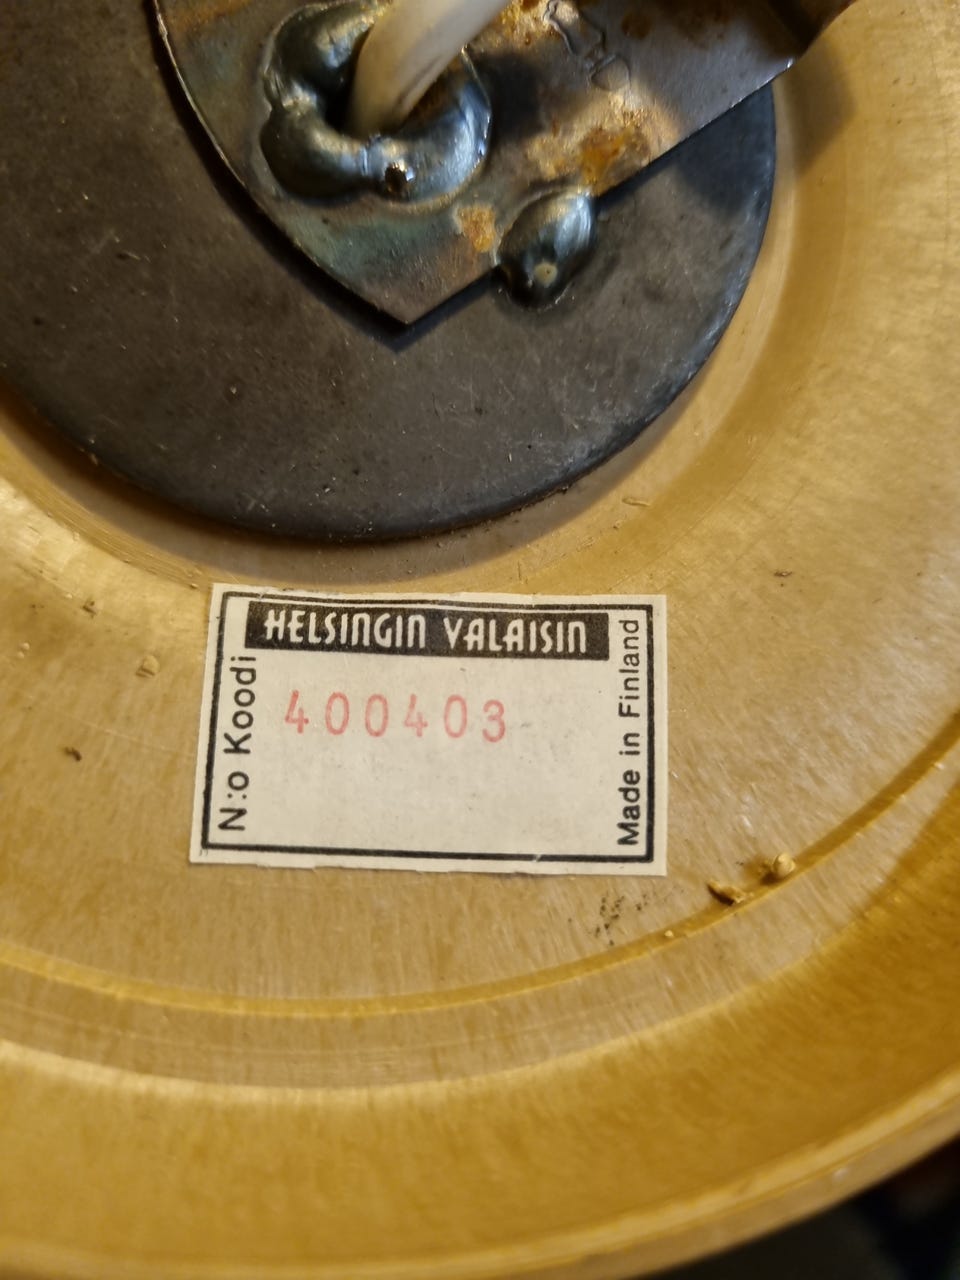 HELSINGIN VALAISIN
N:o Koodi
400403
Made in Finland